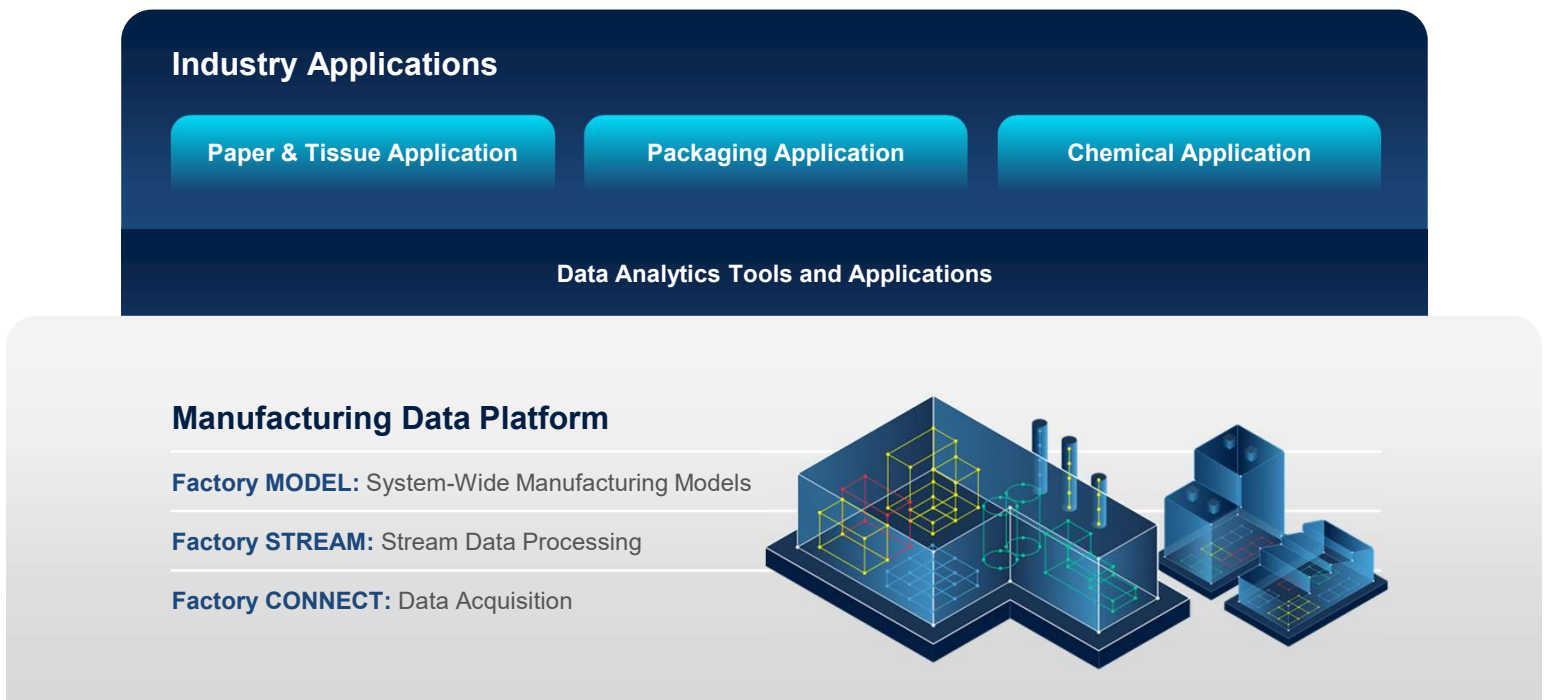 Industry Applications
Paper & Tissue Application
Packaging Application
Chemical Application
Data Analytics Tools and Applications
Manufacturing Data Platform
Factory MODEL: System-Wide Manufacturing Models
Factory STREAM: Stream Data Processing
Factory CONNECT: Data Acquisition